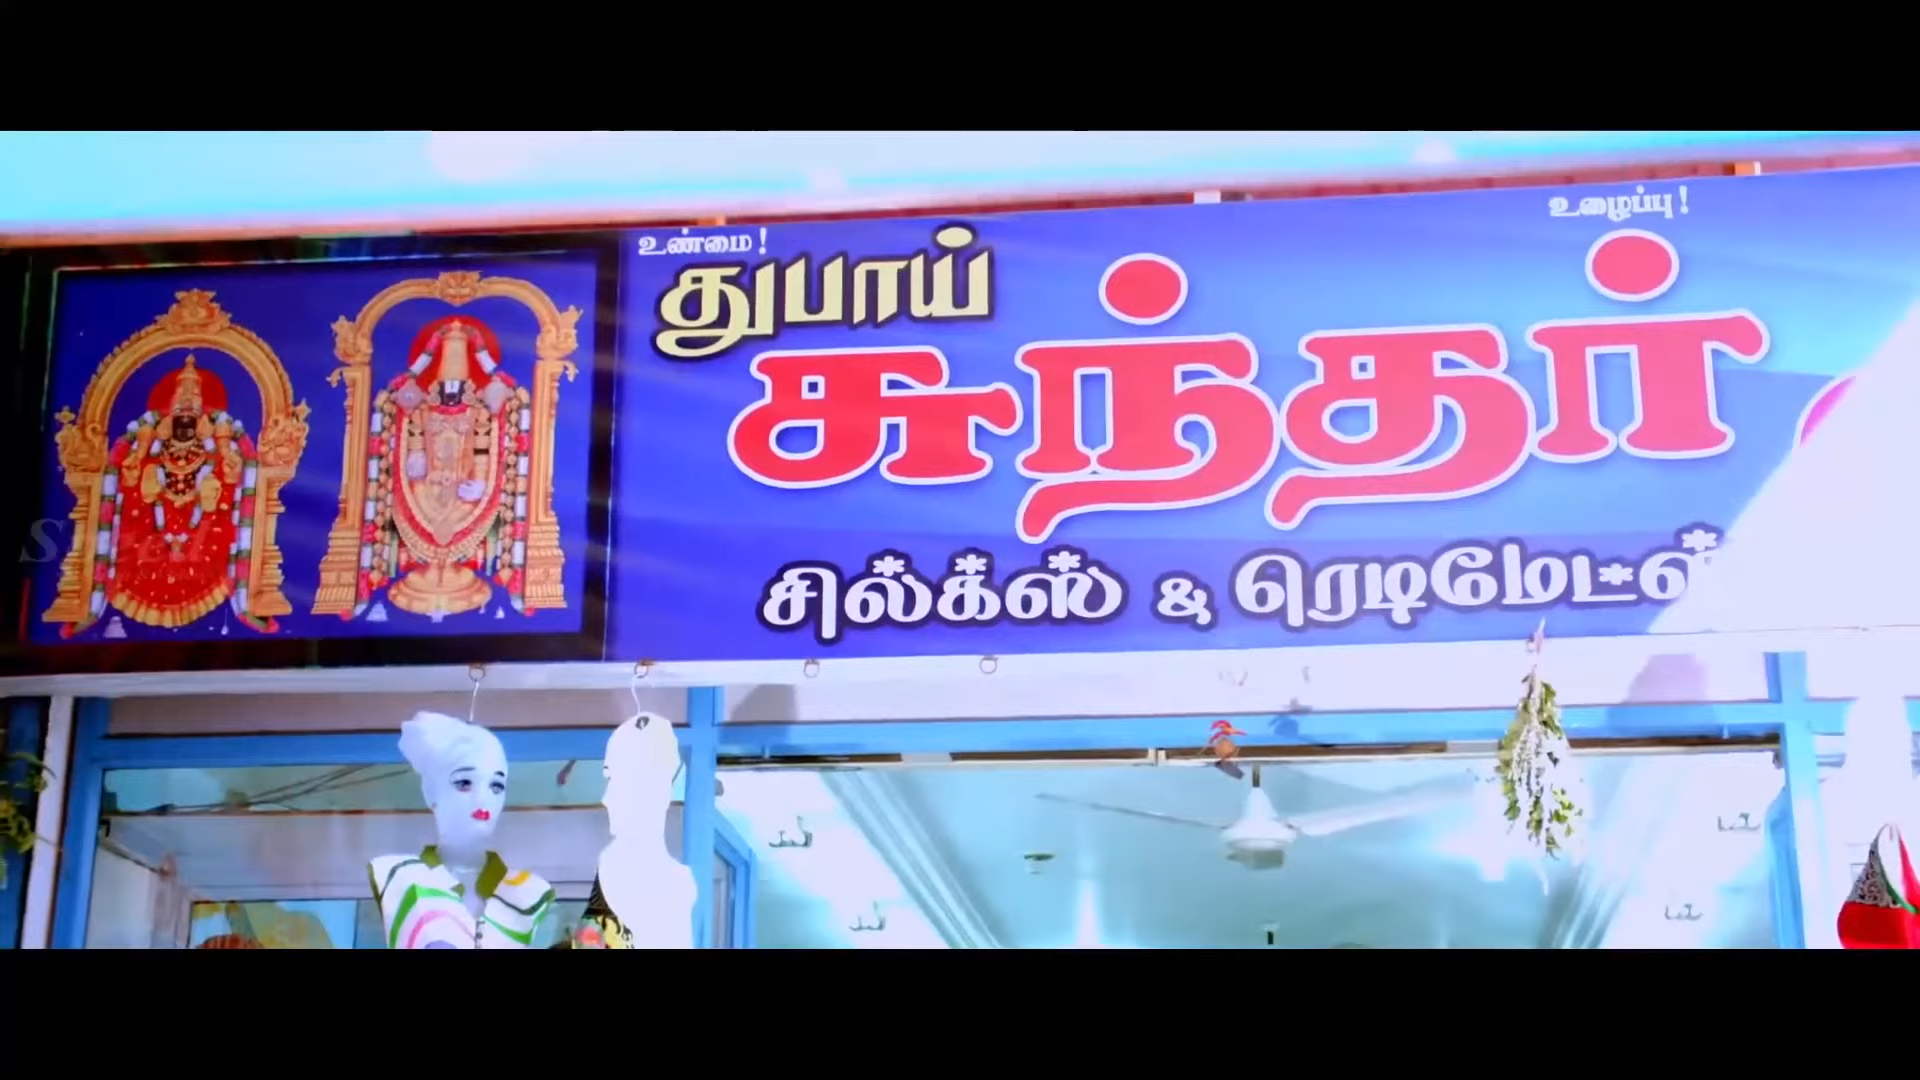 உண்மை! உழைப்பு!
துபாய்
சுந்தர்
சில்க்ஸ் & ரெடிமேட்ஸ்